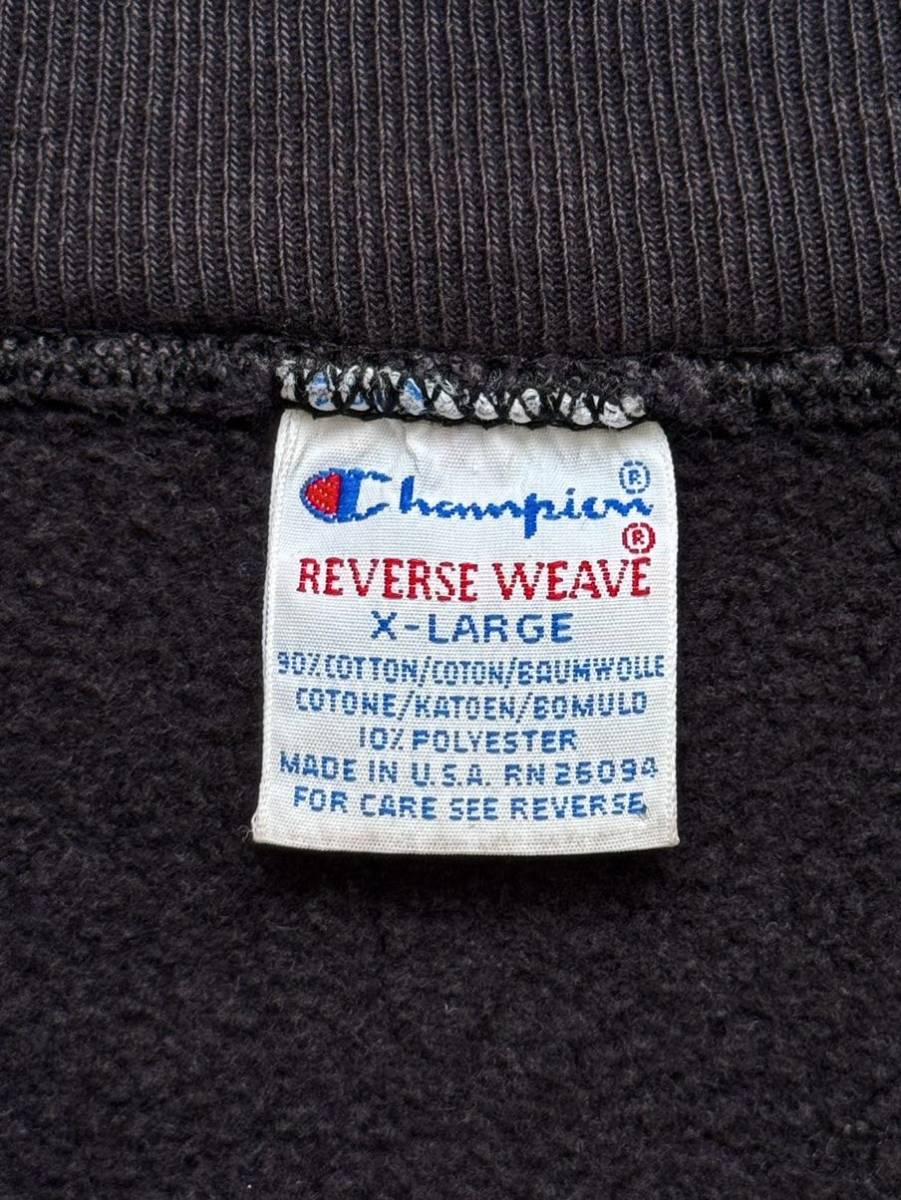 Champion®
REVERSE WEAVE®
X-LARGE
90% COTTON/COTON/BAUMWOLLE
COTONE/KATOEN/BOMULD
10% POLYESTER
MADE IN U.S.A. RN 26094
FOR CARE SEE REVERSE